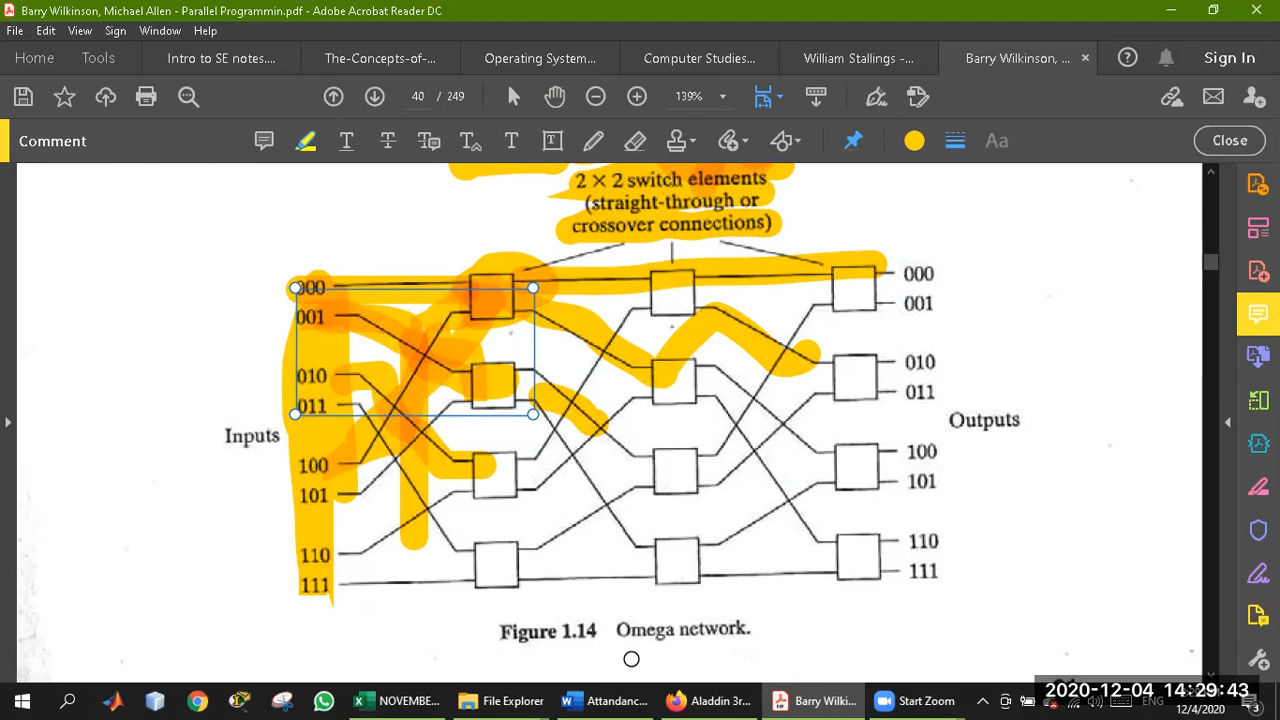 Barry Wilkinson, Michael Allen - Parallel Programmin.pdf - Adobe Acrobat Reader DC
File Edit View Sign Window Help
Home Tools Intro to SE notes.... The-Concepts-of-... Operating System... Computer Studies... William Stallings -... Barry Wilkinson, ... × Sign In
40 / 249 139%
Comment Aa Close
2 × 2 switch elements
(straight-through or
crossover connections)
000 000
001 001
010 010
011 011
Inputs Outputs
100 100
101 101
110 110
111 111
Figure 1.14 Omega network.
NOVEMBE... File Explorer Attandanc... Aladdin 3r... Barry Wilki... Start Zoom ENG
2020-12-04 14:29:43
12/4/2020